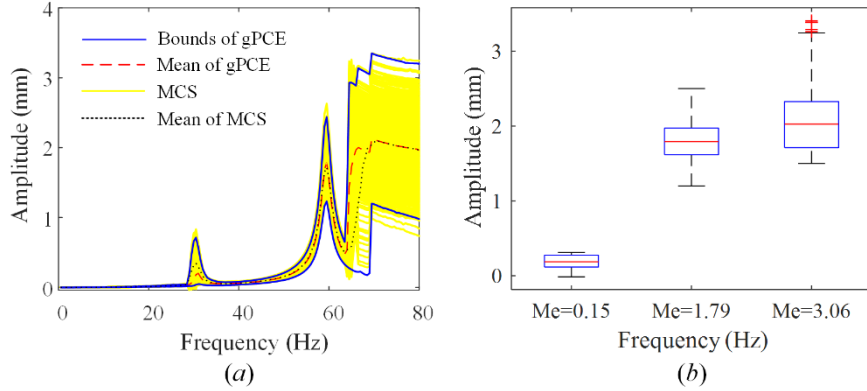 4
3
2
1
0
Amplitude (mm)
Bounds of gPCE
Mean of gPCE
MCS
Mean of MCS
0 20 40 60 80
Frequency (Hz)
(a)
3
2
1
0
Amplitude (mm)
Me=0.15 Me=1.79 Me=3.06
Frequency (Hz)
(b)